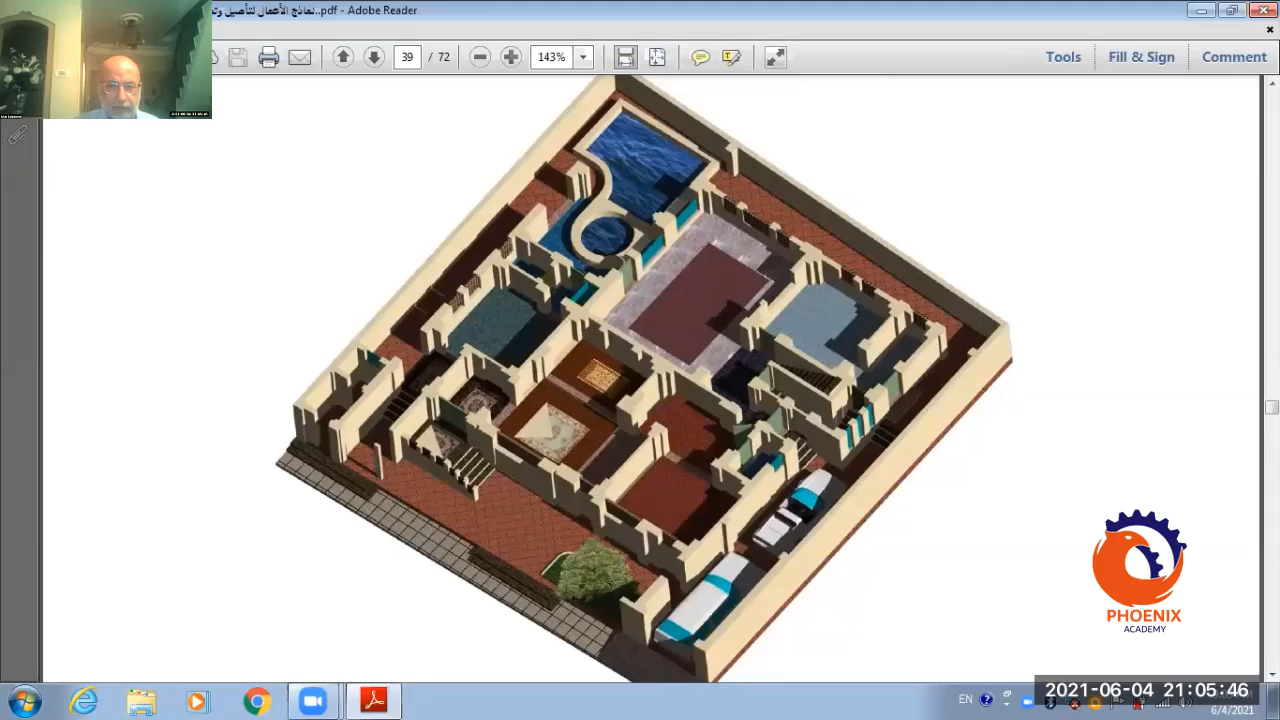 نماذج الأعمال لتأصيل وتح..pdf - Adobe Reader
39 / 72
143%
Tools
Fill & Sign
Comment
PHOENIX
ACADEMY
EN
2021-06-04 21:05:46
6/4/2021